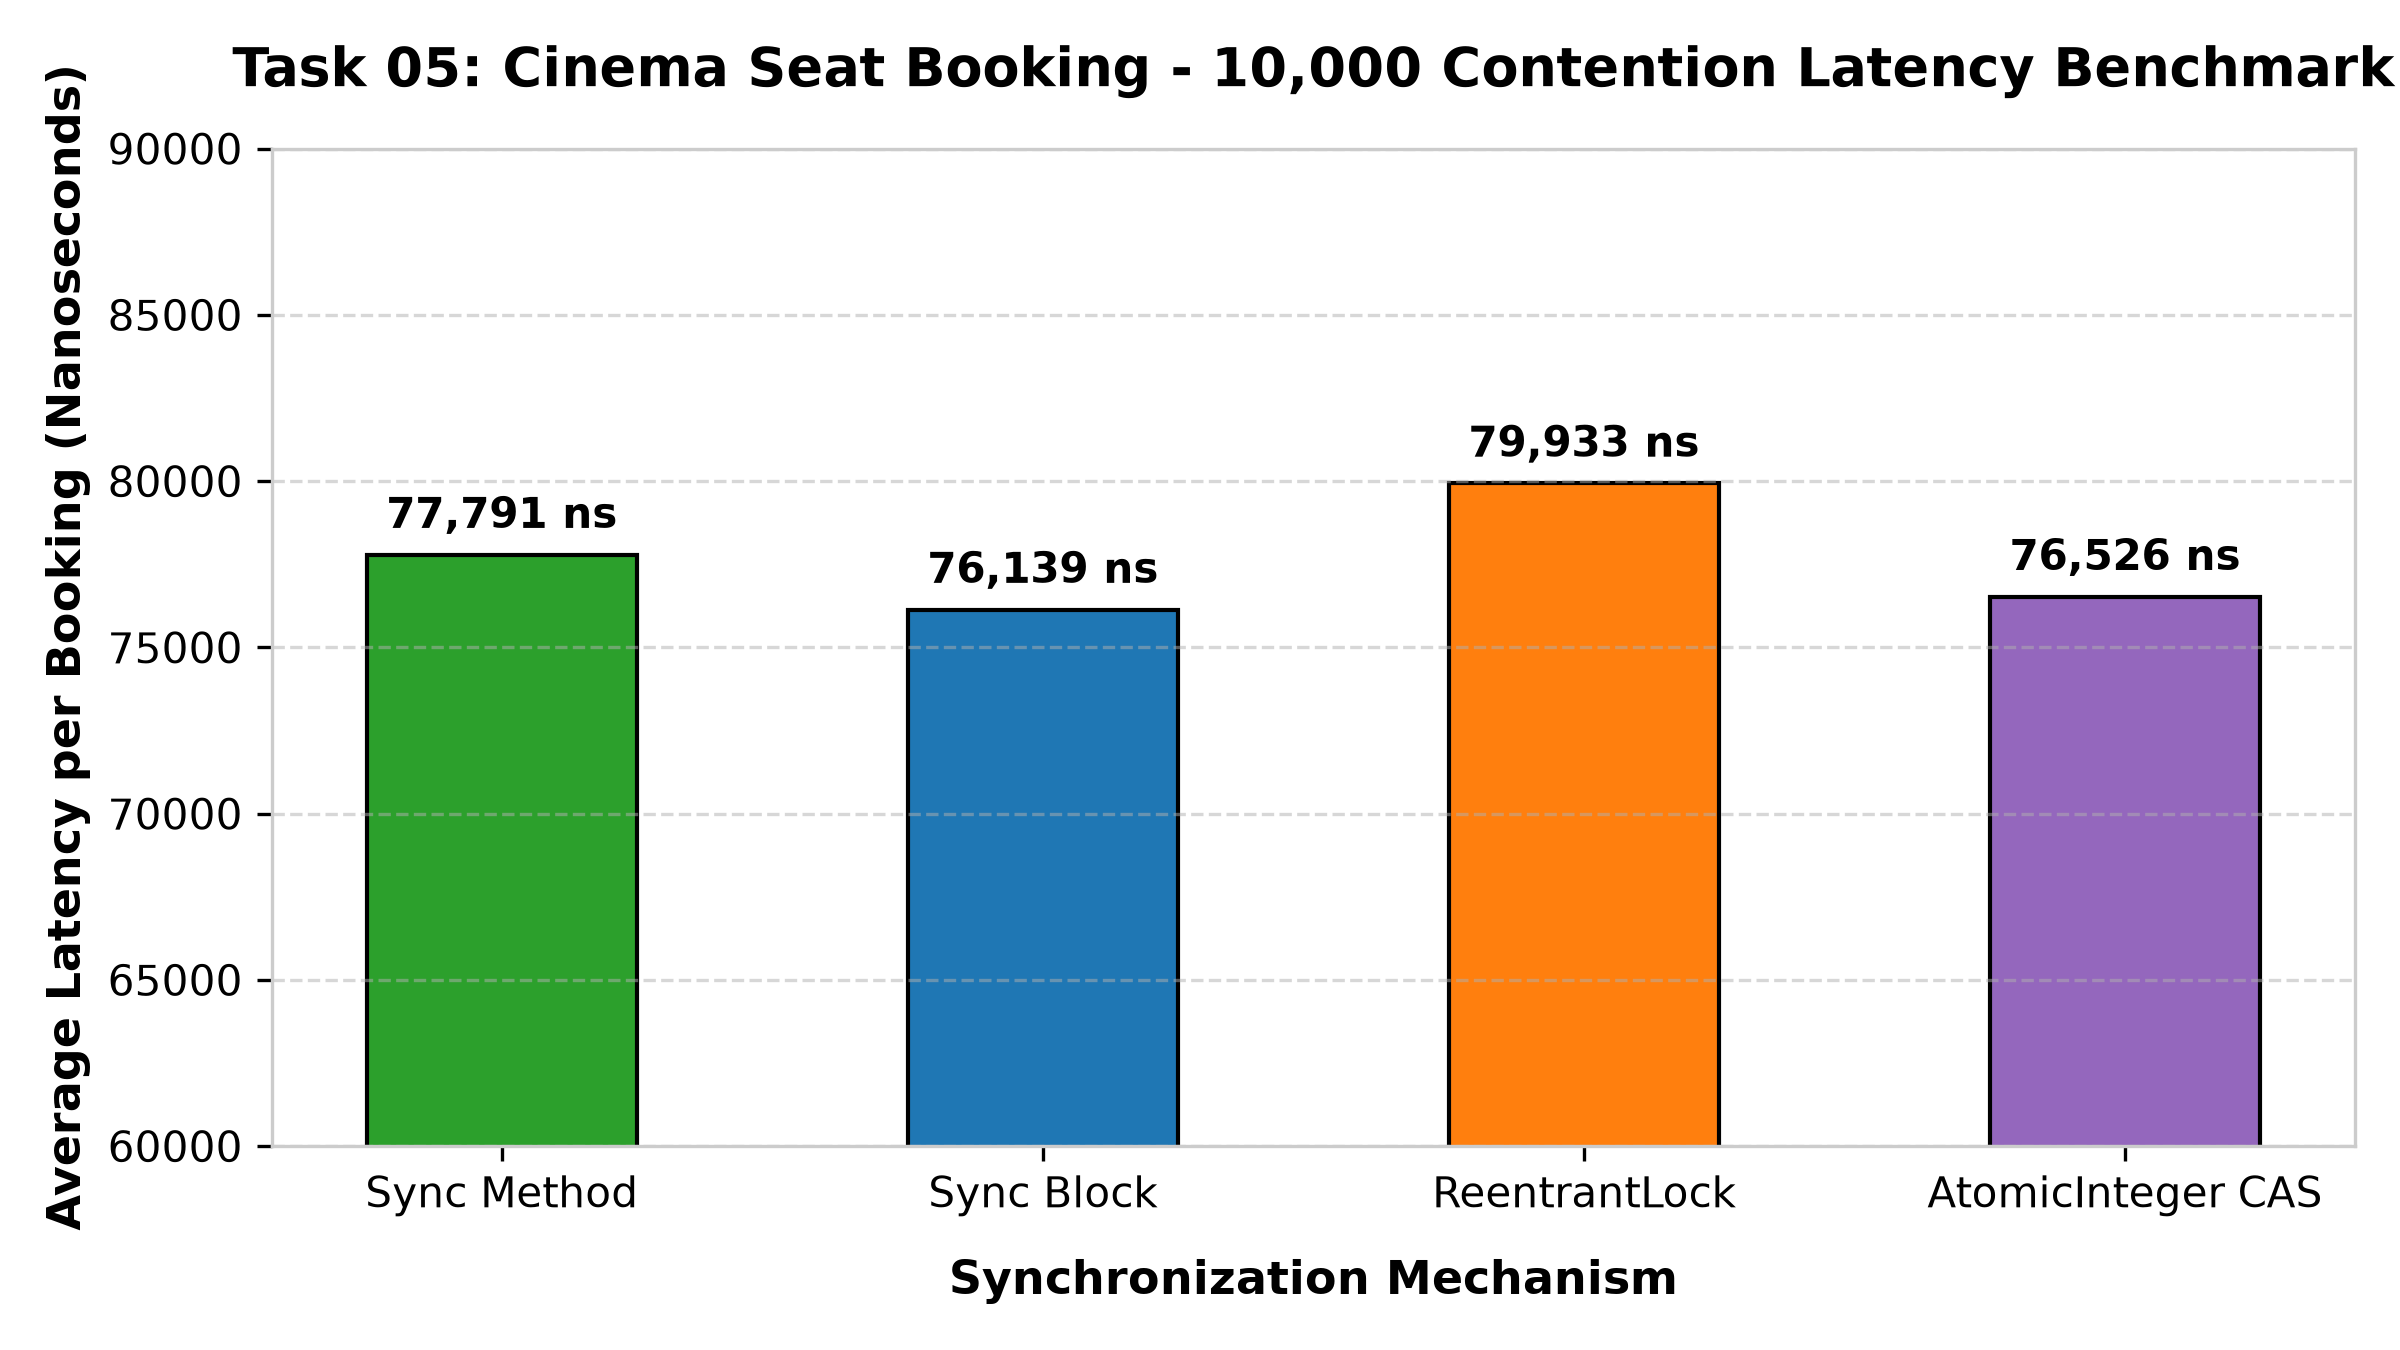 Task 05: Cinema Seat Booking - 10,000 Contention Latency Benchmark
Average Latency per Booking (Nanoseconds)
90000
85000
80000
75000
70000
65000
60000
77,791 ns
76,139 ns
79,933 ns
76,526 ns
Sync Method
Sync Block
ReentrantLock
AtomicInteger CAS
Synchronization Mechanism